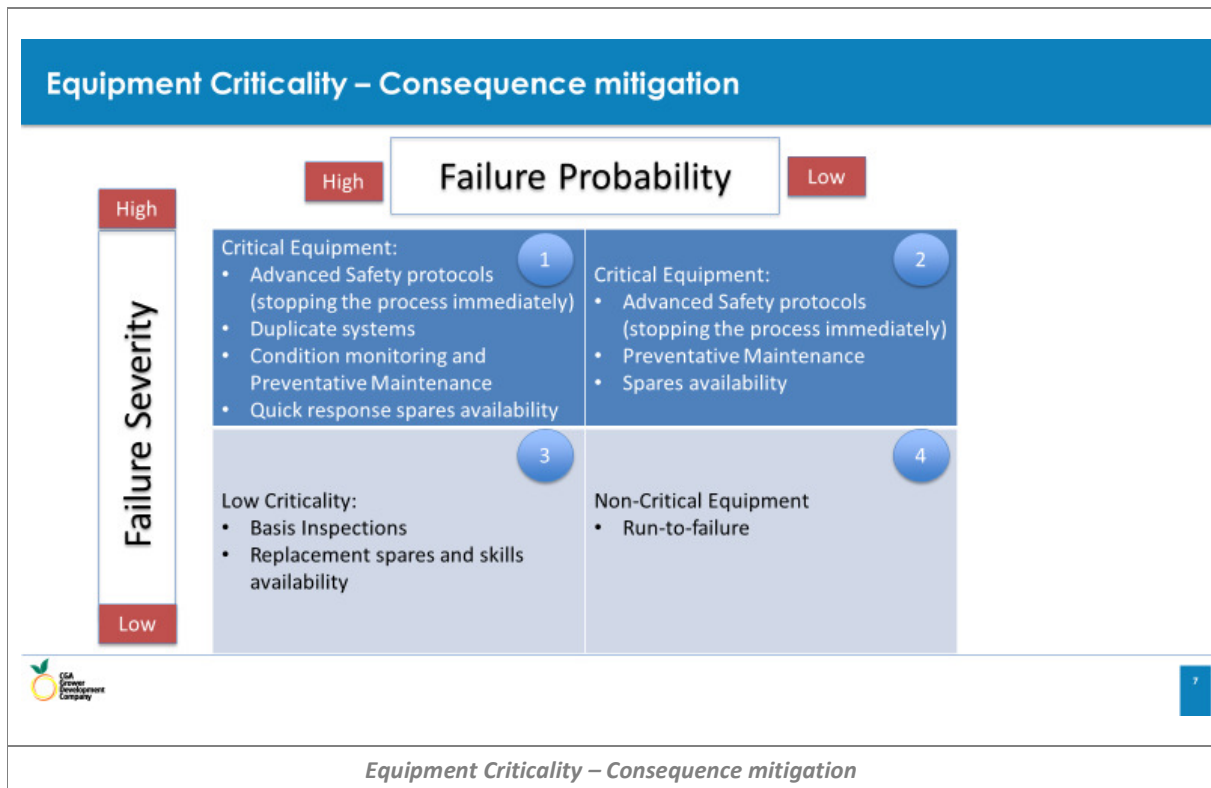 Equipment Criticality – Consequence mitigation
High
Failure Probability
Low
High
Failure Severity
Low
Critical Equipment:
• Advanced Safety protocols
(stopping the process immediately)
• Duplicate systems
• Condition monitoring and
Preventative Maintenance
• Quick response spares availability
1
Critical Equipment:
• Advanced Safety protocols
(stopping the process immediately)
• Preventative Maintenance
• Spares availability
2
Low Criticality:
• Basis Inspections
• Replacement spares and skills
availability
3
Non-Critical Equipment
• Run-to-failure
4
CGA
Grower
Development
Company
7
Equipment Criticality – Consequence mitigation